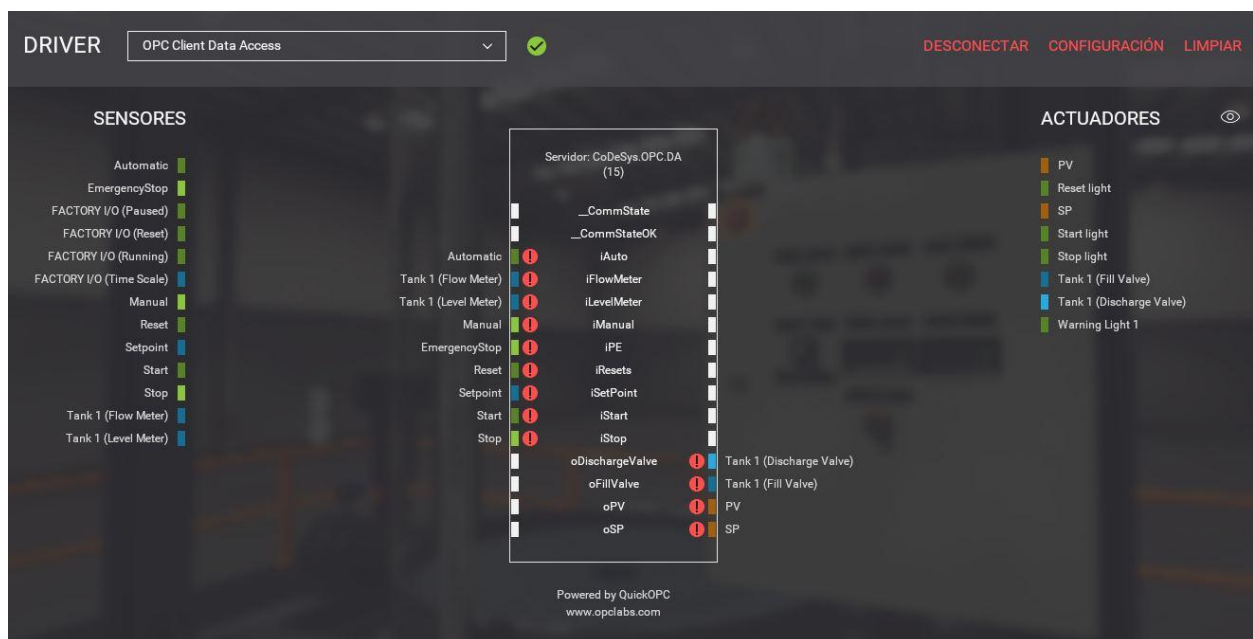 DRIVER
OPC Client Data Access
DESCONECTAR CONFIGURACIÓN LIMPIAR
SENSORES
Automatic
EmergencyStop
FACTORY I/O (Paused)
FACTORY I/O (Reset)
FACTORY I/O (Running)
FACTORY I/O (Time Scale)
Manual
Reset
Setpoint
Start
Stop
Tank 1 (Flow Meter)
Tank 1 (Level Meter)
Servidor: CoDeSys.OPC.DA
(15)
__CommState
__CommStateOK
Automatic iAuto
Tank 1 (Flow Meter) iFlowMeter
Tank 1 (Level Meter) iLevelMeter
Manual iManual
EmergencyStop iPE
Reset iResets
Setpoint iSetPoint
Start iStart
Stop iStop
oDischargeValve Tank 1 (Discharge Valve)
oFillValve Tank 1 (Fill Valve)
oPV PV
oSP SP
Powered by QuickOPC
www.opclabs.com
ACTUADORES
PV
Reset light
SP
Start light
Stop light
Tank 1 (Fill Valve)
Tank 1 (Discharge Valve)
Warning Light 1